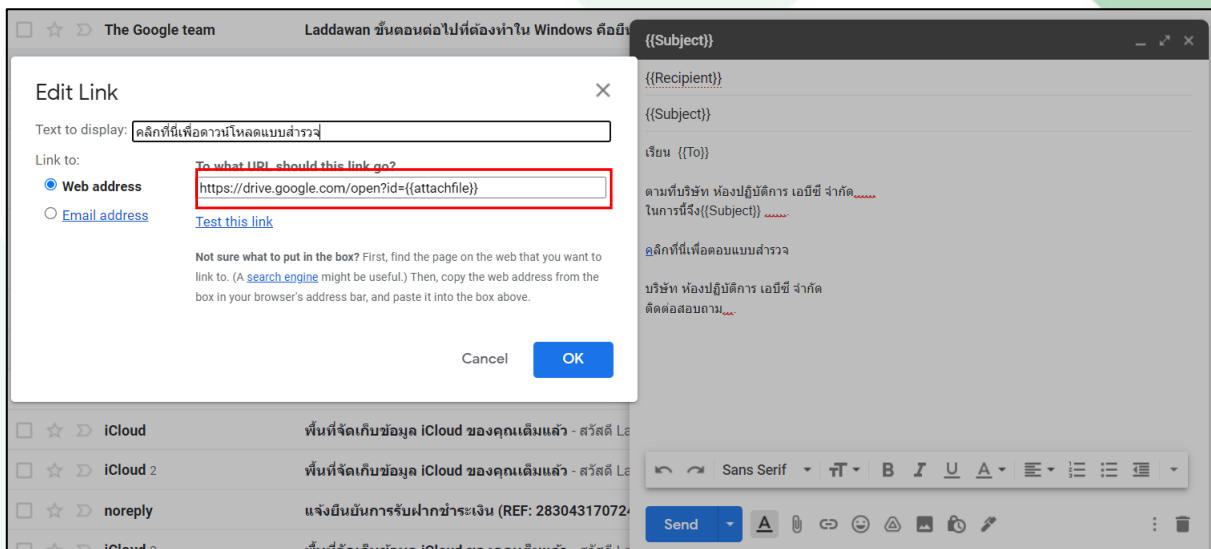 The Google team Laddawan ขั้นตอนต่อไปที่ต้องทำใน Windows คือยืน
{{Subject}}
Edit Link
Text to display: คลิกที่นี่เพื่อดาวน์โหลดแบบสำรวจ
Link to:
To what URL should this link go?
Web address
https://drive.google.com/open?id={{attachfile}}
Email address
Test this link
Not sure what to put in the box? First, find the page on the web that you want to
link to. (A search engine might be useful.) Then, copy the web address from the
box in your browser's address bar, and paste it into the box above.
Cancel
OK
{{Recipient}}
{{Subject}}
เรียน {{To}}
ตามที่บริษัท ห้องปฏิบัติการ เอบีซี จำกัด......
ในการนี้จึง{{Subject}} .......
คลิกที่นี่เพื่อตอบแบบสำรวจ
บริษัท ห้องปฏิบัติการ เอบีซี จำกัด
ติดต่อสอบถาม....
iCloud พื้นที่จัดเก็บข้อมูล iCloud ของคุณเต็มแล้ว - สวัสดี La
iCloud 2 พื้นที่จัดเก็บข้อมูล iCloud ของคุณเต็มแล้ว - สวัสดี La
noreply แจ้งยืนยันการรับฝากชำระเงิน (REF: 28304317072
Sans Serif
B I U A
Send